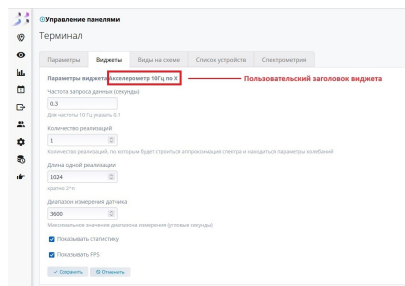 Управление панелями
Терминал
Параметры Виджеты Виды на схеме Список устройств Спектрометрия
Параметры виджета Акселерометр 10Гц по X Пользовательский заголовок виджета
Частота запроса данных (секунды)
0.3
Для частоты 10 Гц указать 0.1
Количество реализаций
1
Количество реализаций, по которым будет строиться аппроксимация спектра и находиться параметры колебаний
Длина одной реализации
1024
кратно 2^n.
Диапазон измерения датчика
3600
Максимальное значение диапазона измерения (угловые секунды)
Показывать статистику
Показывать FPS
Сохранить Отменить